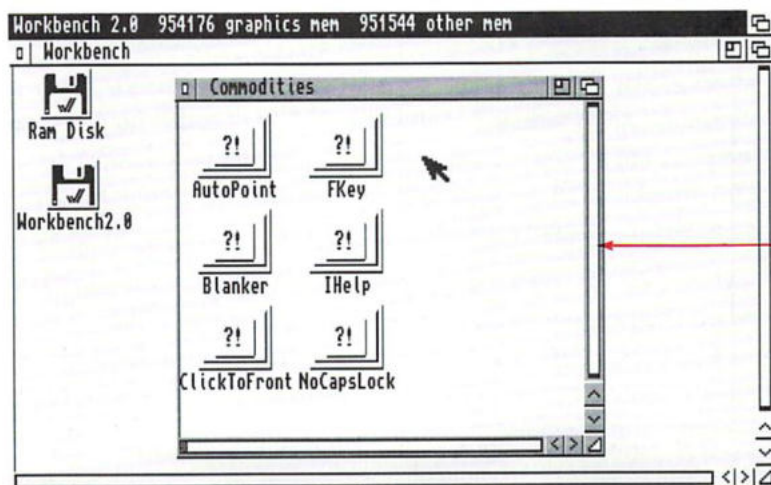 Workbench 2.0 954176 graphics mem 951544 other mem
Workbench
Commodities
Ram Disk
Workbench2.0
?! ?!
AutoPoint FKey
?! ?!
Blanker IHelp
?! ?!
ClickToFront NoCapsLock